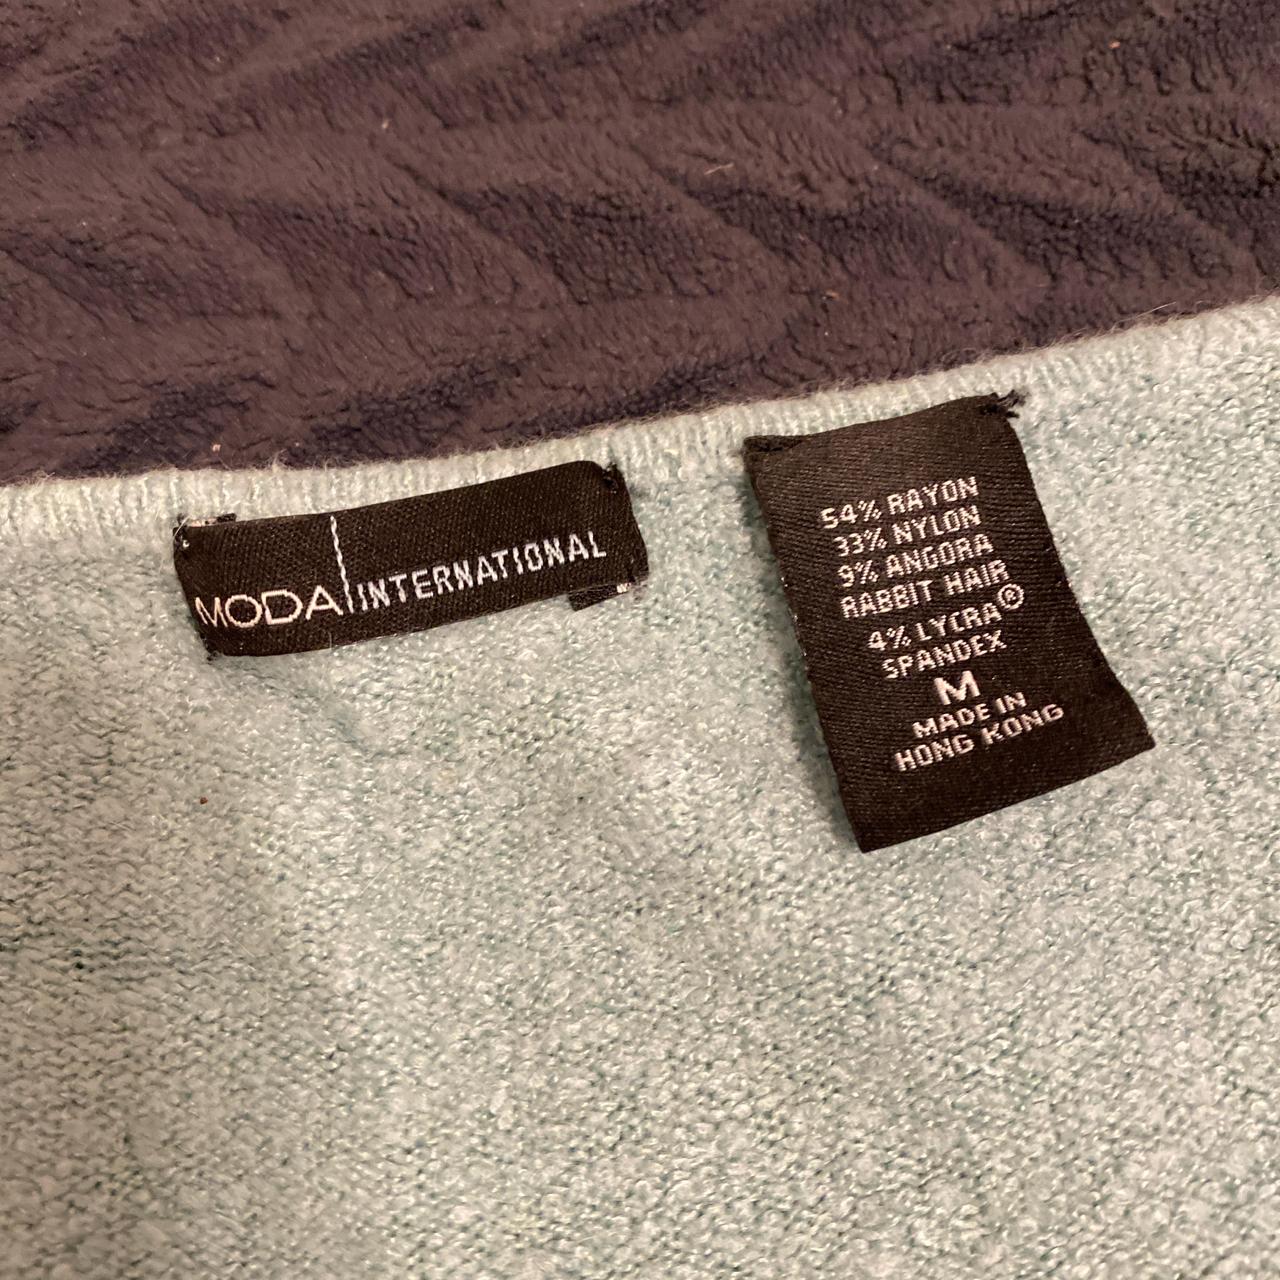 MODA INTERNATIONAL
54% RAYON
33% NYLON
9% ANGORA
RABBIT HAIR
4% LYCRA®
SPANDEX
M
MADE IN
HONG KONG